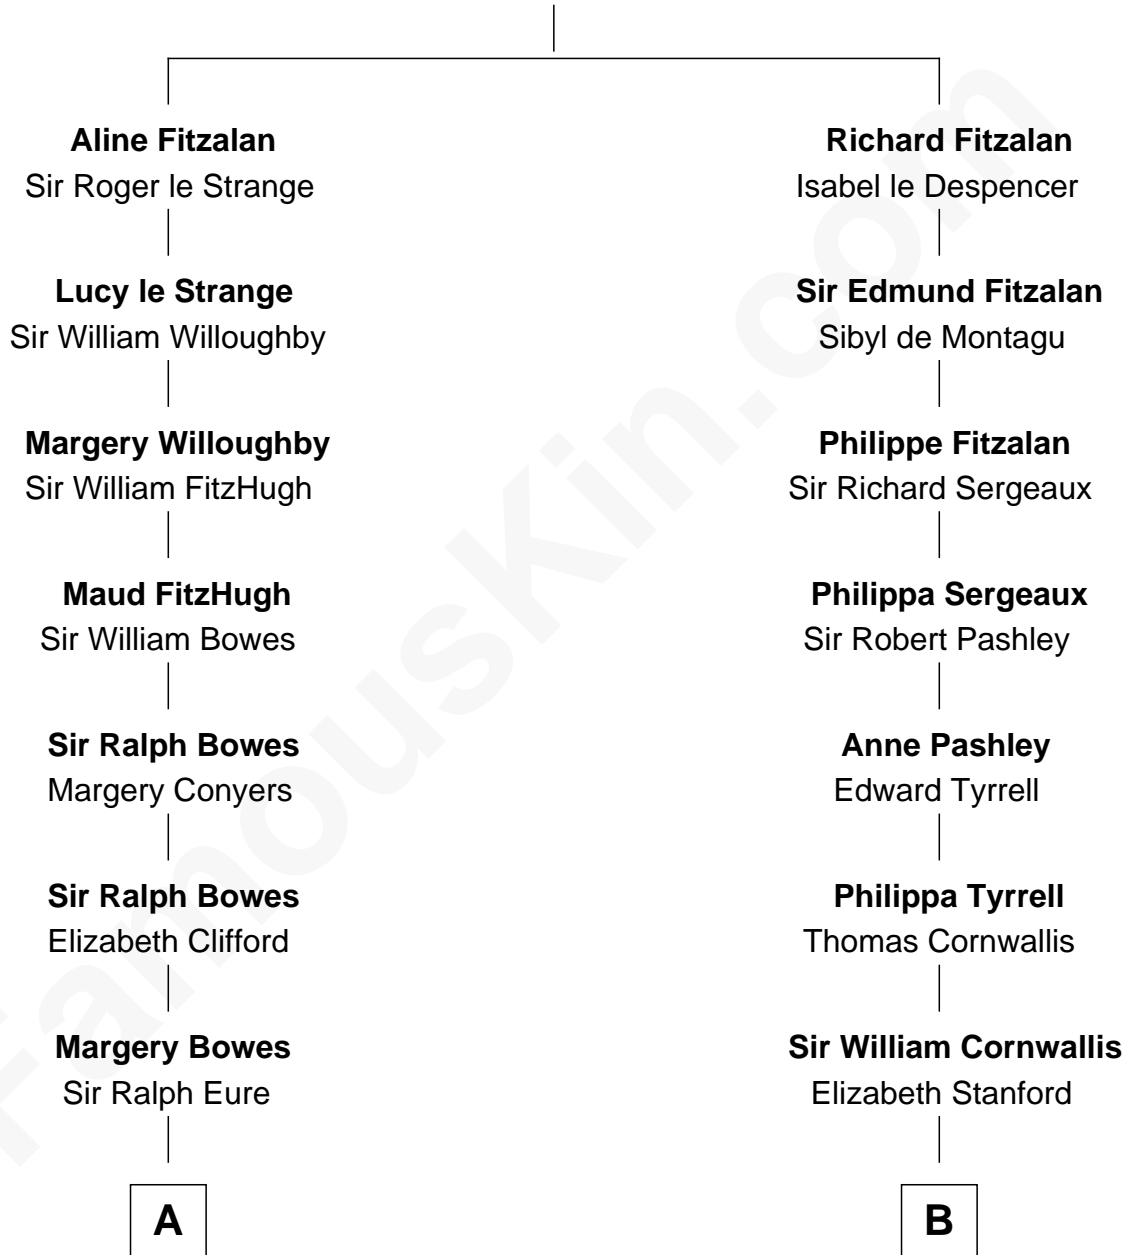 Aline Fitzalan
Sir Roger le Strange
Lucy le Strange
Sir William Willoughby
Margery Willoughby
Sir William FitzHugh
Maud FitzHugh
Sir William Bowes
Sir Ralph Bowes
Margery Conyers
Sir Ralph Bowes
Elizabeth Clifford
Margery Bowes
Sir Ralph Eure
A
Richard Fitzalan
Isabel le Despencer
Sir Edmund Fitzalan
Sibyl de Montagu
Philippe Fitzalan
Sir Richard Sergeaux
Philippa Sergeaux
Sir Robert Pashley
Anne Pashley
Edward Tyrrell
Philippa Tyrrell
Thomas Cornwallis
Sir William Cornwallis
Elizabeth Stanford
B
FamousKin.com